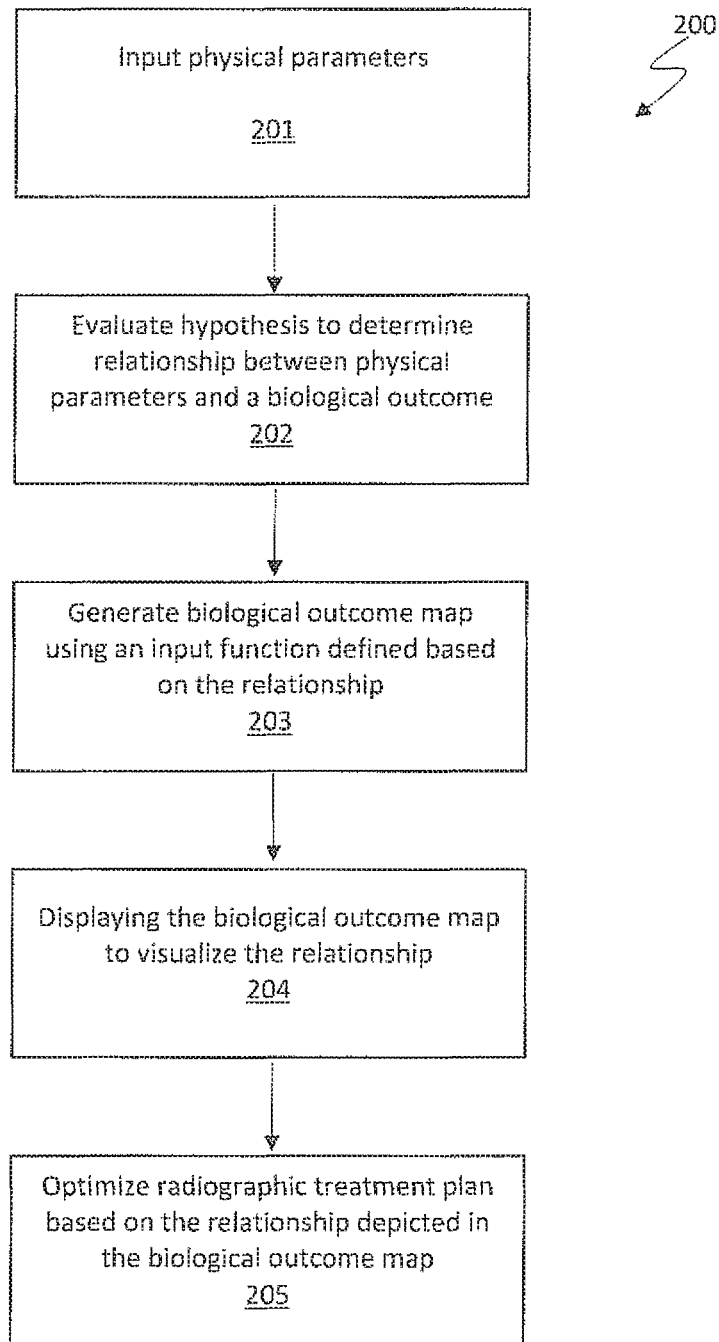 200
Input physical parameters
201
Evaluate hypothesis to determine
relationship between physical
parameters and a biological outcome
202
Generate biological outcome map
using an input function defined based
on the relationship
203
Displaying the biological outcome map
to visualize the relationship
204
Optimize radiographic treatment plan
based on the relationship depicted in
the biological outcome map
205